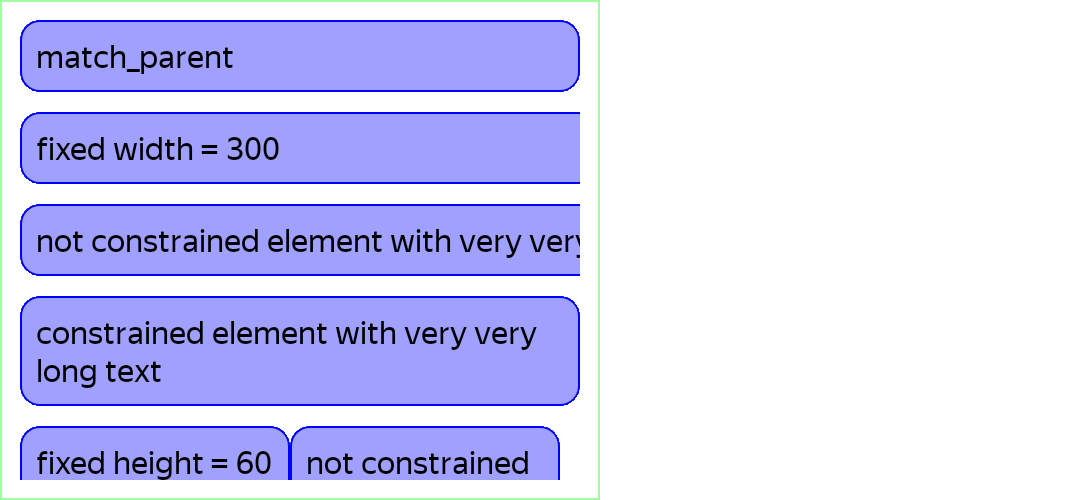 match_parent
fixed width = 300
not constrained element with very very
constrained element with very very
long text
fixed height = 60
not constrained